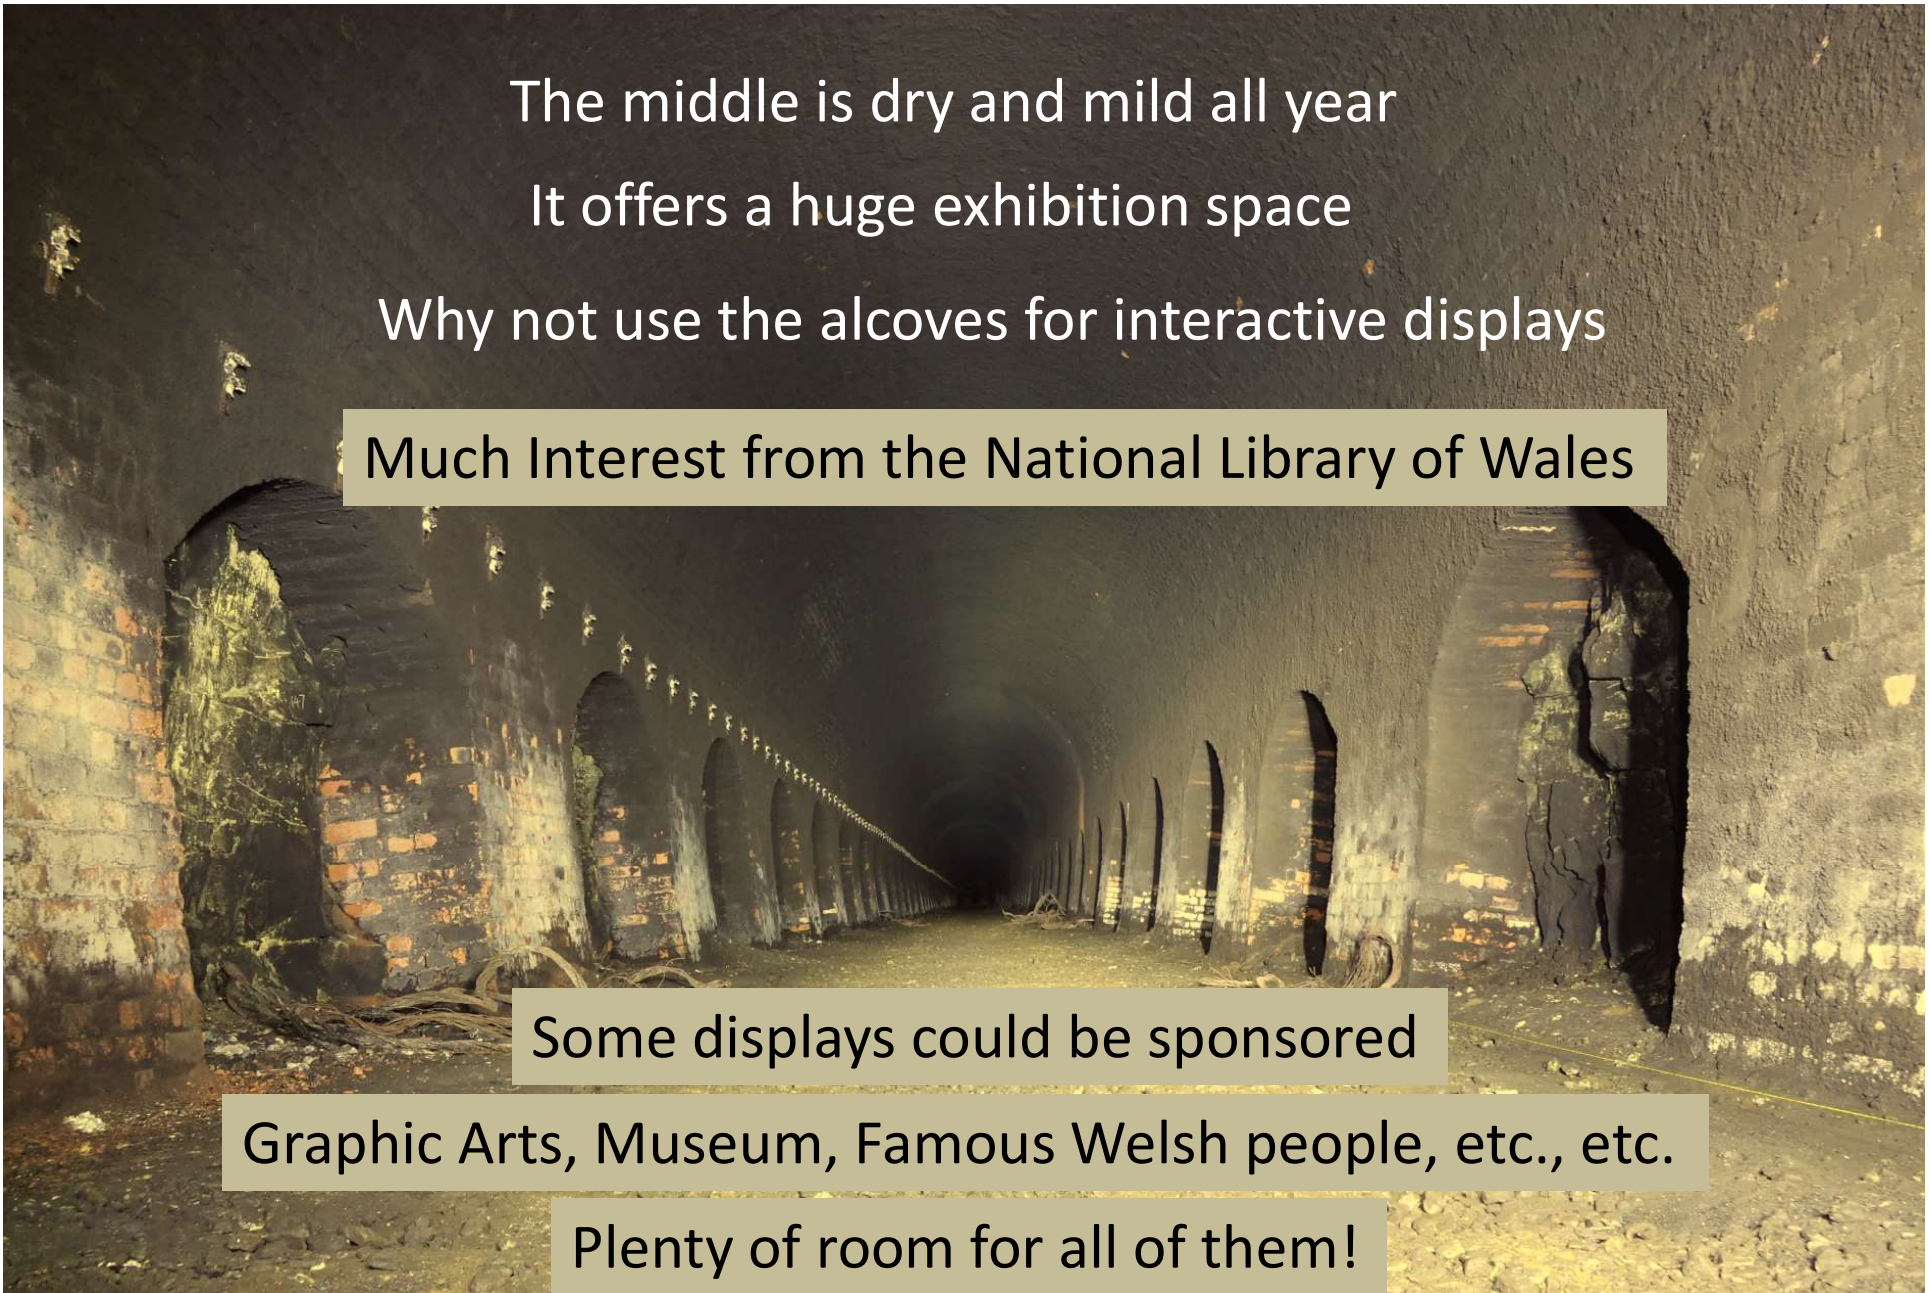 The middle is dry and mild all year
It offers a huge exhibition space
Why not use the alcoves for interactive displays
Much Interest from the National Library of Wales
Some displays could be sponsored
Graphic Arts, Museum, Famous Welsh people, etc., etc.
Plenty of room for all of them!